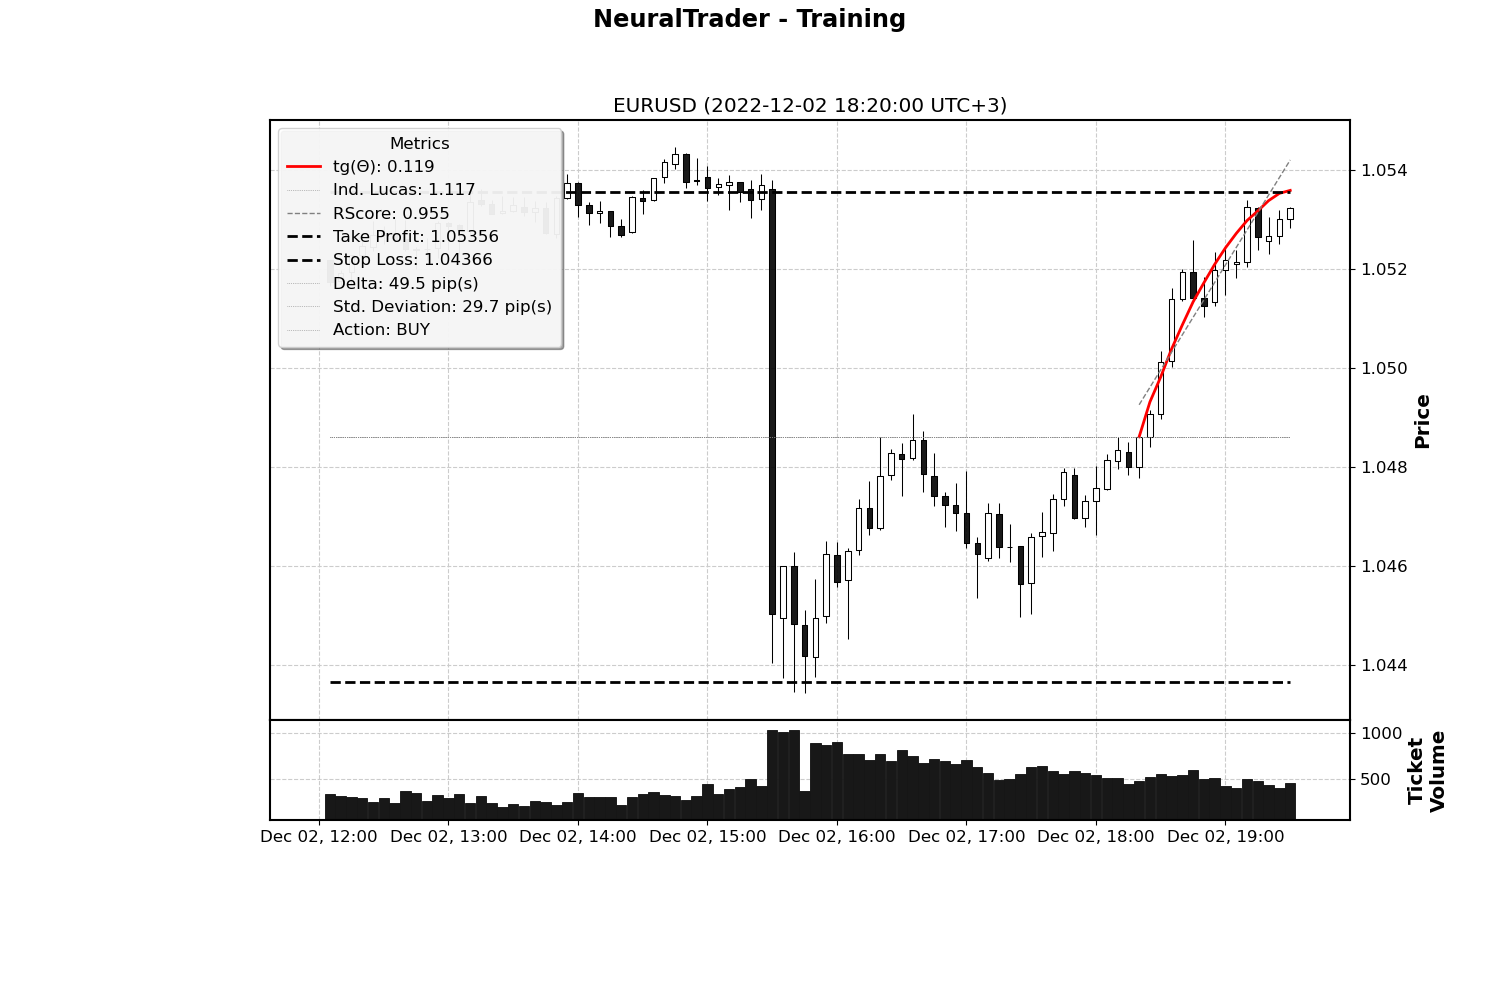 NeuralTrader - Training
EURUSD (2022-12-02 18:20:00 UTC+3)
Metrics
tg(Θ): 0.119
Ind. Lucas: 1.117
RScore: 0.955
Take Profit: 1.05356
Stop Loss: 1.04366
Delta: 49.5 pip(s)
Std. Deviation: 29.7 pip(s)
Action: BUY
1.054
1.052
1.050
1.048
1.046
1.044
Price
1000
500
Ticket
Volume
Dec 02, 12:00 Dec 02, 13:00 Dec 02, 14:00 Dec 02, 15:00 Dec 02, 16:00 Dec 02, 17:00 Dec 02, 18:00 Dec 02, 19:00